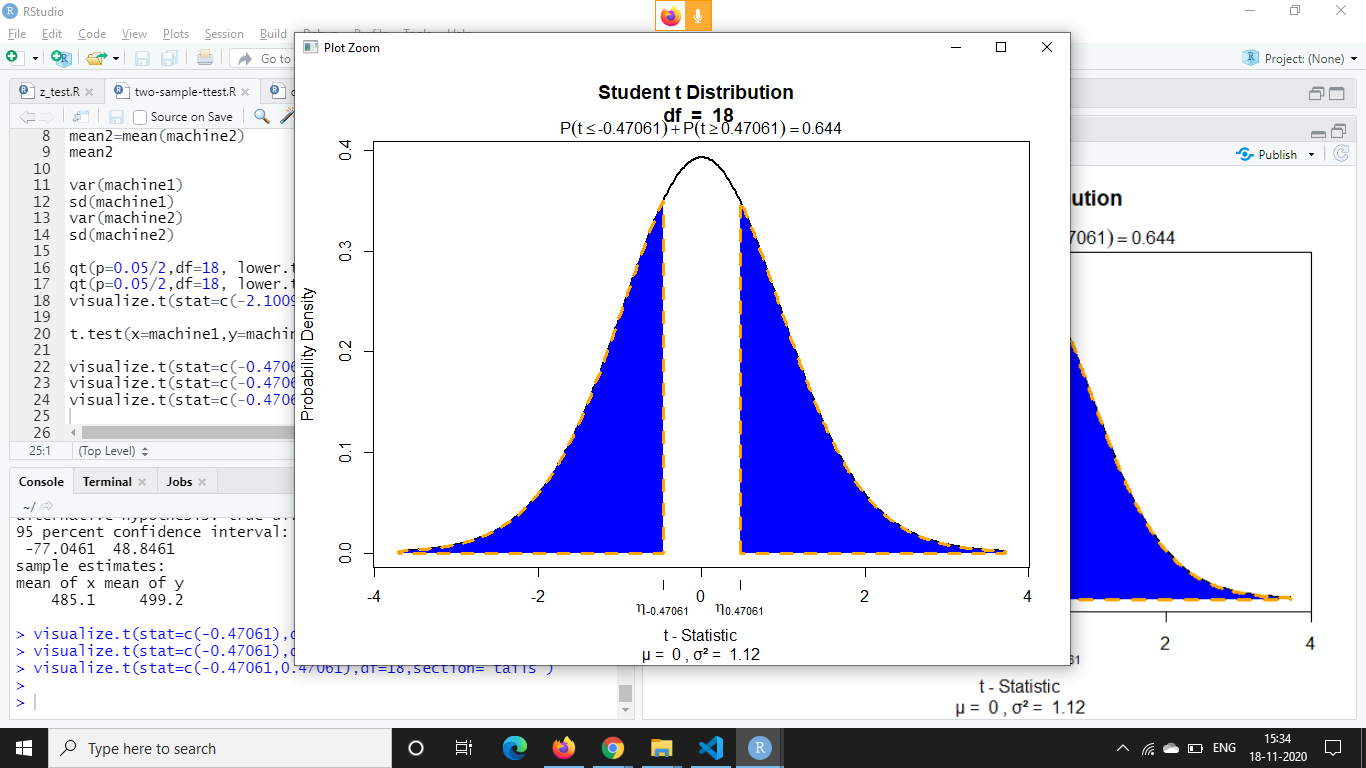 RStudio
File Edit Code View Plots Session Build
Go to
Project: (None)
z_test.R
two-sample-ttest.R
Source on Save
8 mean2=mean(machine2)
9 mean2
10
11 var(machine1)
12 sd(machine1)
13 var(machine2)
14 sd(machine2)
15
16 qt(p=0.05/2,df=18, lower.t
17 qt(p=0.05/2,df=18, lower.t
18 visualize.t(stat=c(-2.1009
19
20 t.test(x=machine1,y=machin
21
22 visualize.t(stat=c(-0.4706
23 visualize.t(stat=c(-0.4706
24 visualize.t(stat=c(-0.4706
25
26
25:1 (Top Level)
Console Terminal Jobs
~/
95 percent confidence interval:
-77.0461 48.8461
sample estimates:
mean of x mean of y
485.1 499.2
> visualize.t(stat=c(-0.47061),d
> visualize.t(stat=c(-0.47061),d
> visualize.t(stat=c(-0.47061,0.47061),df=18,section="tails")
>
>
Plot Zoom
Student t Distribution
df = 18
P(t ≤ -0.47061) + P(t ≥ 0.47061) = 0.644
Probability Density
0.4
0.3
0.2
0.1
0.0
-4 -2 0 2 4
η-0.47061 η0.47061
t - Statistic
μ = 0 , σ² = 1.12
Publish
ution
7061) = 0.644
2 4
61
t - Statistic
μ = 0 , σ² = 1.12
Type here to search
ENG
15:34
18-11-2020